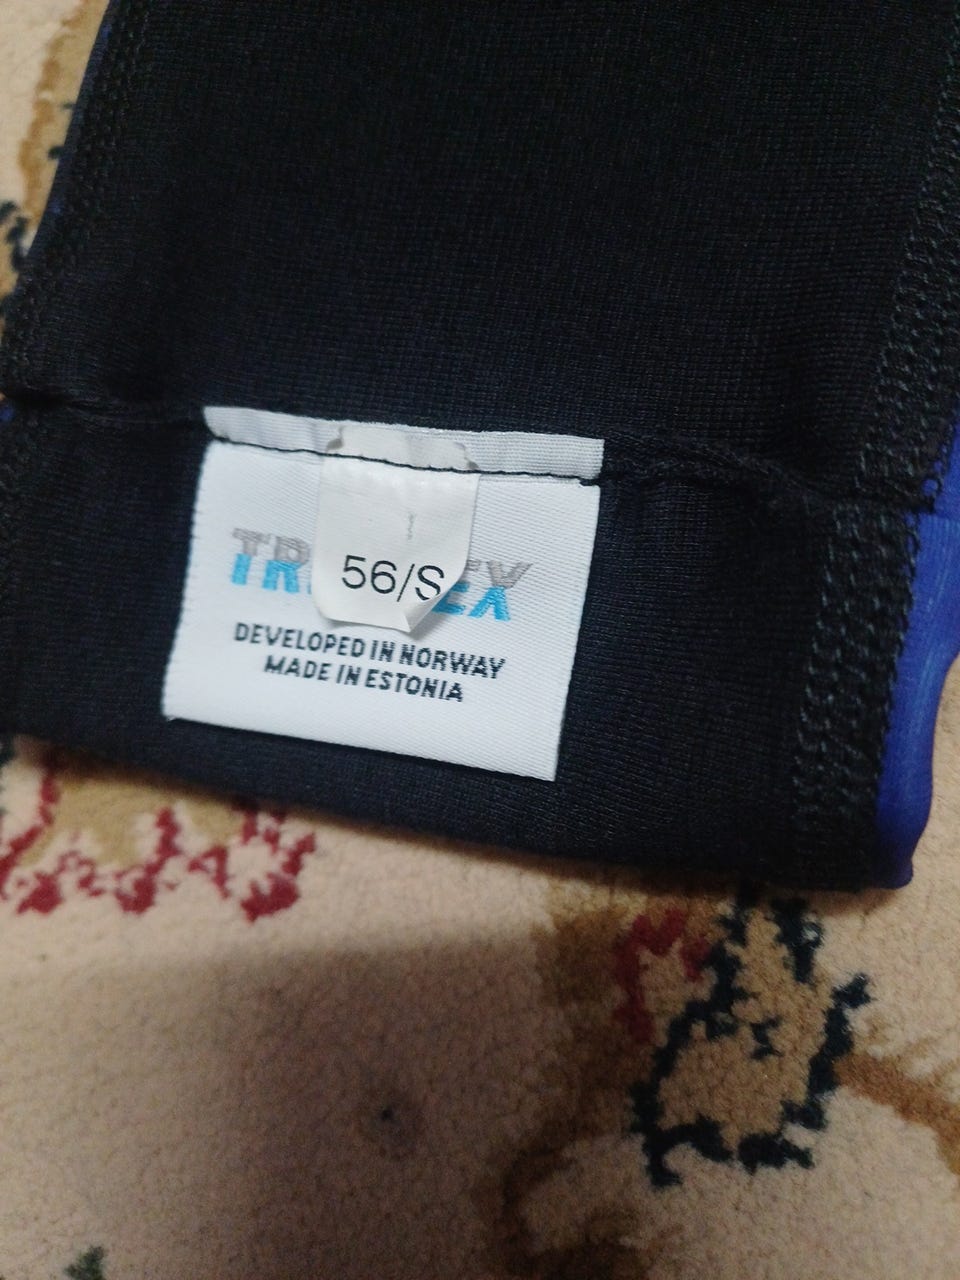 56/S
DEVELOPED IN NORWAY
MADE IN ESTONIA